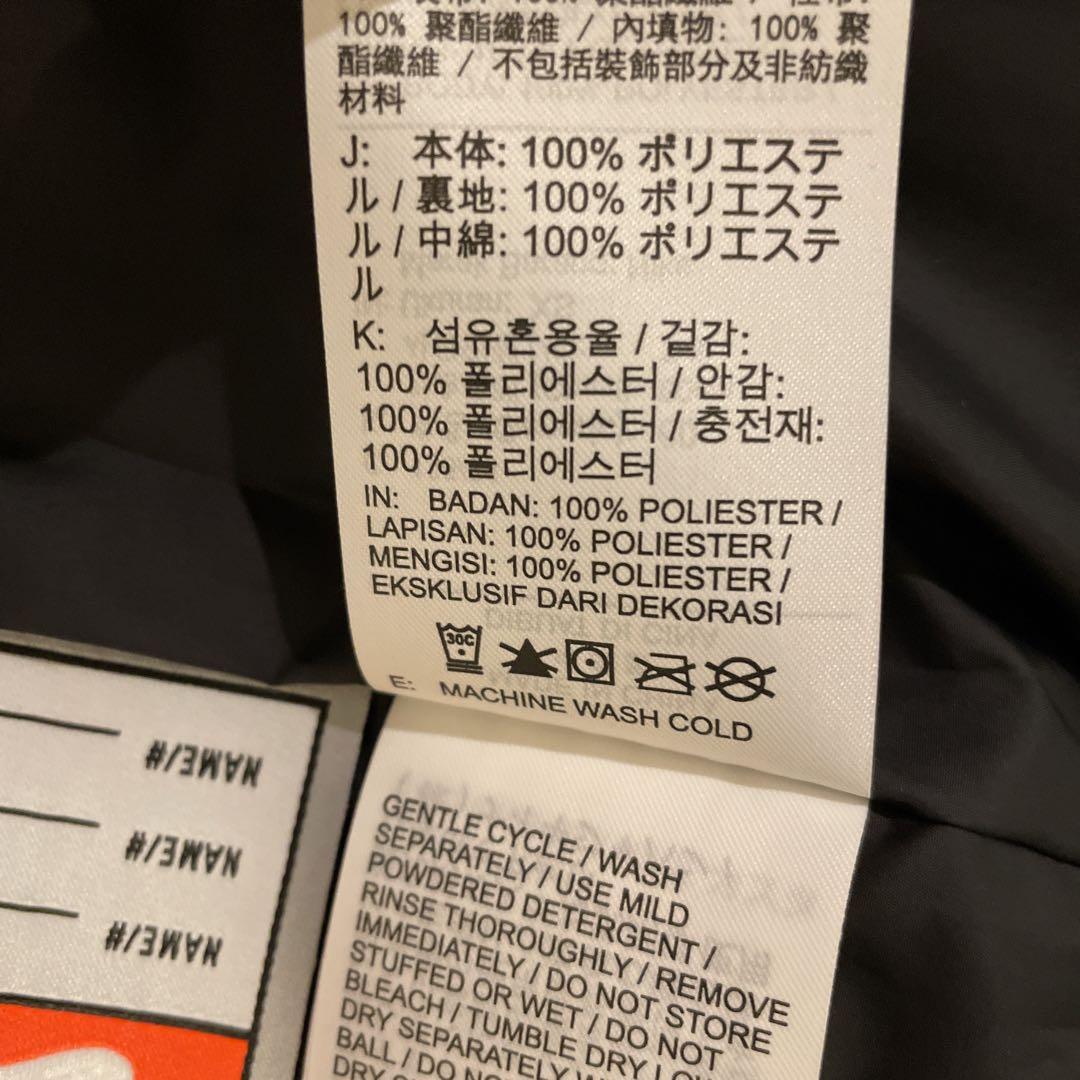 100% 聚酯纖維 / 內填物: 100% 聚
酯纖維 / 不包括裝飾部分及非紡織
材料
J: 本体: 100% ポリエステ
ル / 裏地: 100% ポリエステ
ル / 中綿: 100% ポリエステ
ル
K: 섬유혼용율 / 겉감:
100% 폴리에스터 / 안감:
100% 폴리에스터 / 충전재:
100% 폴리에스터
IN: BADAN: 100% POLIESTER /
LAPISAN: 100% POLIESTER /
MENGISI: 100% POLIESTER /
EKSKLUSIF DARI DEKORASI
30C
E: MACHINE WASH COLD
GENTLE CYCLE / WASH
SEPARATELY / USE MILD
POWDERED DETERGENT /
RINSE THOROUGHLY / REMOVE
IMMEDIATELY / DO NOT STORE
STUFFED OR WET / DO NOT
BLEACH / TUMBLE DRY LOW
DRY SEPARATELY
BALL / DO
DRY
NAME/#
NAME/#
NAME/#